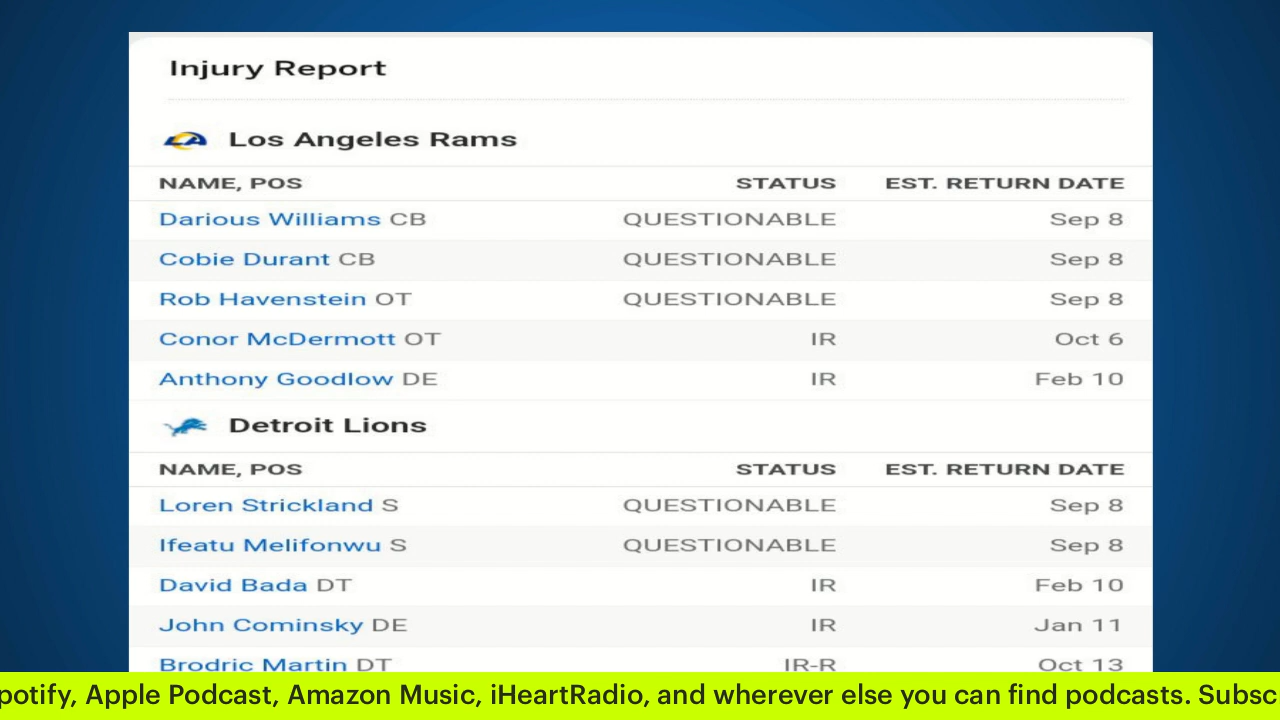 Injury Report
Los Angeles Rams
NAME, POS STATUS EST. RETURN DATE
Darious Williams CB QUESTIONABLE Sep 8
Cobie Durant CB QUESTIONABLE Sep 8
Rob Havenstein OT QUESTIONABLE Sep 8
Conor McDermott OT IR Oct 6
Anthony Goodlow DE IR Feb 10
Detroit Lions
NAME, POS STATUS EST. RETURN DATE
Loren Strickland S QUESTIONABLE Sep 8
Ifeatu Melifonwu S QUESTIONABLE Sep 8
David Bada DT IR Feb 10
John Cominsky DE IR Jan 11
Brodric Martin DT IR-R Oct 13
potify, Apple Podcast, Amazon Music, iHeartRadio, and wherever else you can find podcasts. Subsc